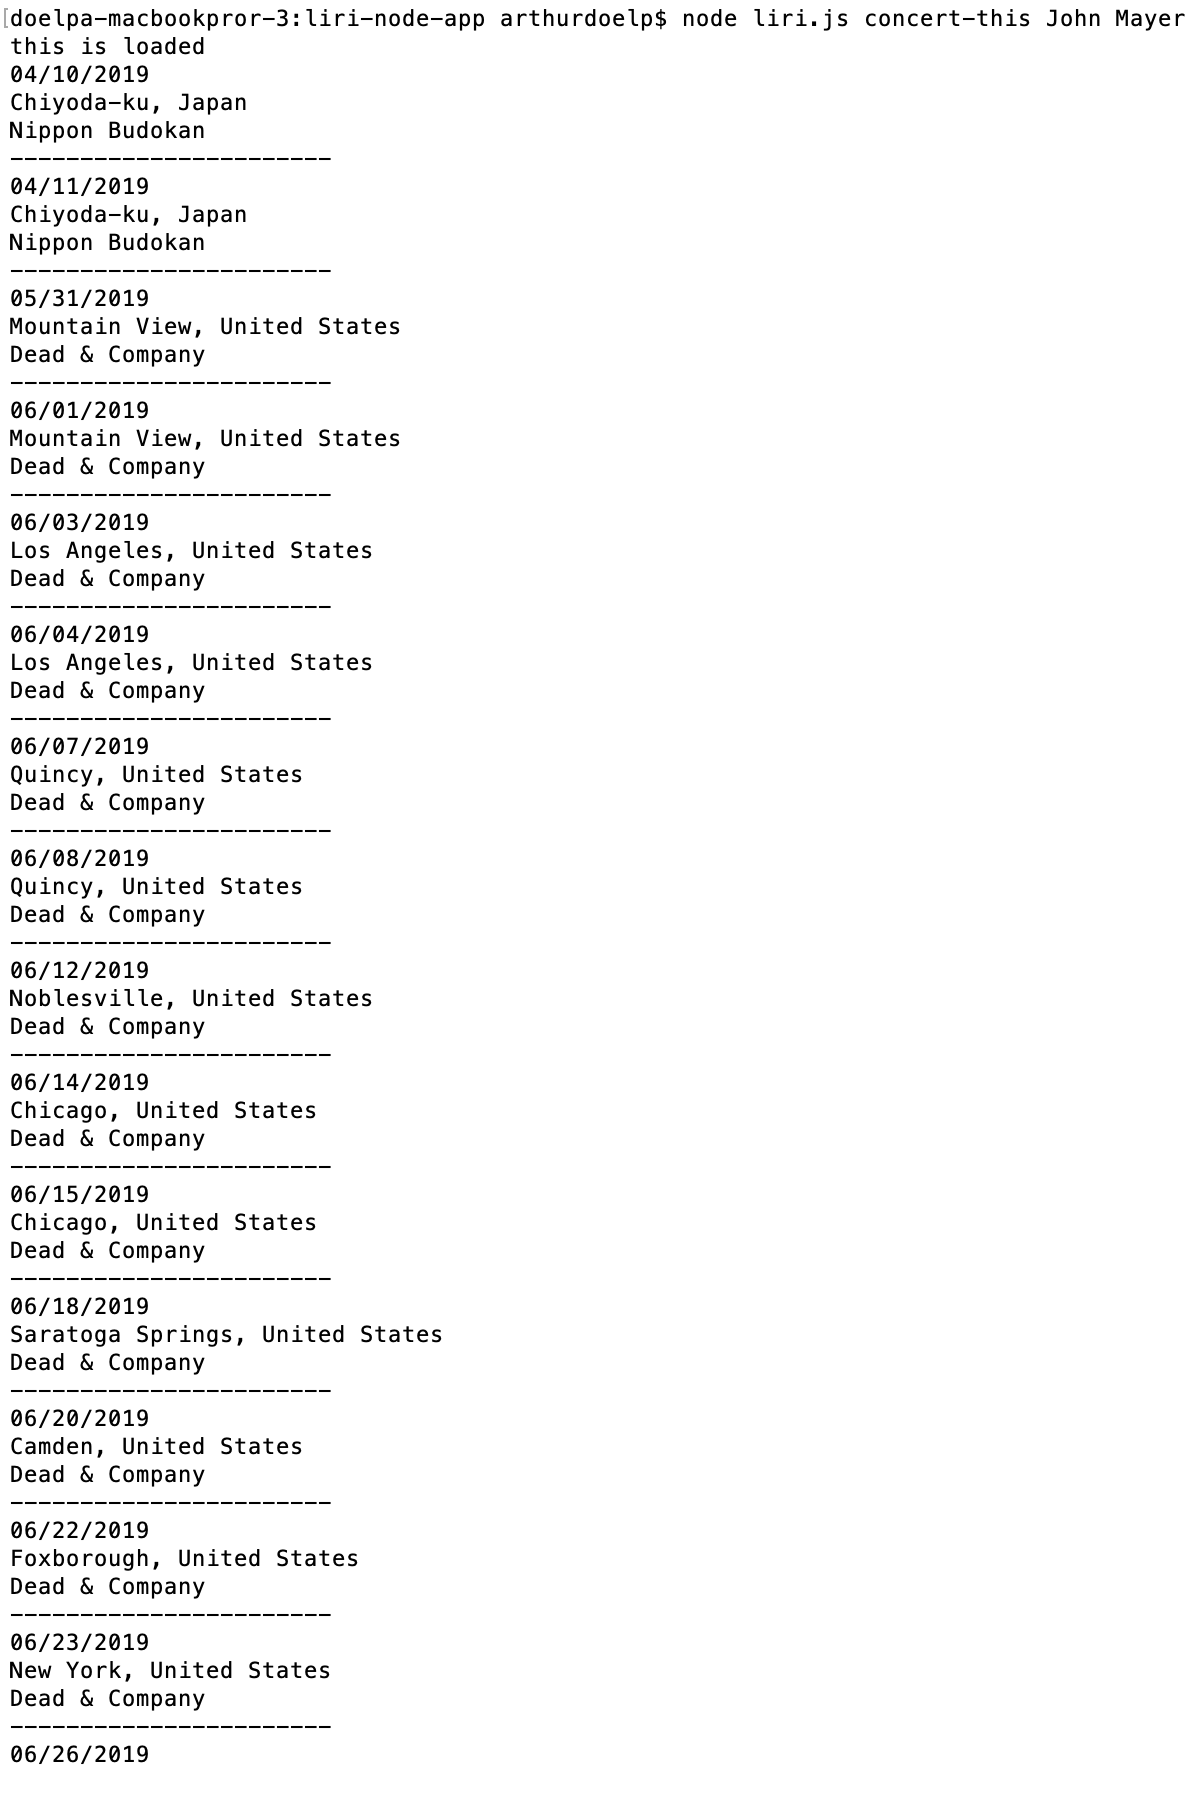 [doelpa-macbookpror-3:liri-node-app arthurdoelp$ node liri.js concert-this John Mayer
this is loaded
04/10/2019
Chiyoda-ku, Japan
Nippon Budokan
-----------------------
04/11/2019
Chiyoda-ku, Japan
Nippon Budokan
-----------------------
05/31/2019
Mountain View, United States
Dead & Company
-----------------------
06/01/2019
Mountain View, United States
Dead & Company
-----------------------
06/03/2019
Los Angeles, United States
Dead & Company
-----------------------
06/04/2019
Los Angeles, United States
Dead & Company
-----------------------
06/07/2019
Quincy, United States
Dead & Company
-----------------------
06/08/2019
Quincy, United States
Dead & Company
-----------------------
06/12/2019
Noblesville, United States
Dead & Company
-----------------------
06/14/2019
Chicago, United States
Dead & Company
-----------------------
06/15/2019
Chicago, United States
Dead & Company
-----------------------
06/18/2019
Saratoga Springs, United States
Dead & Company
-----------------------
06/20/2019
Camden, United States
Dead & Company
-----------------------
06/22/2019
Foxborough, United States
Dead & Company
-----------------------
06/23/2019
New York, United States
Dead & Company
-----------------------
06/26/2019